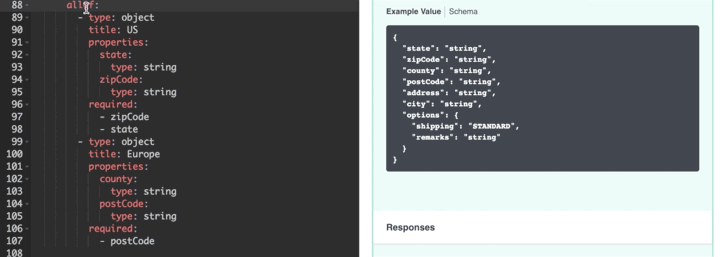 88 allOf:
89 - type: object
90 title: US
91 properties:
92 state:
93 type: string
94 zipCode:
95 type: string
96 required:
97 - zipCode
98 - state
99 - type: object
100 title: Europe
101 properties:
102 county:
103 type: string
104 postCode:
105 type: string
106 required:
107 - postCode
108
Example Value | Schema
{
"state": "string",
"zipCode": "string",
"county": "string",
"postCode": "string",
"address": "string",
"city": "string",
"options": {
"shipping": "STANDARD",
"remarks": "string"
}
}
Responses